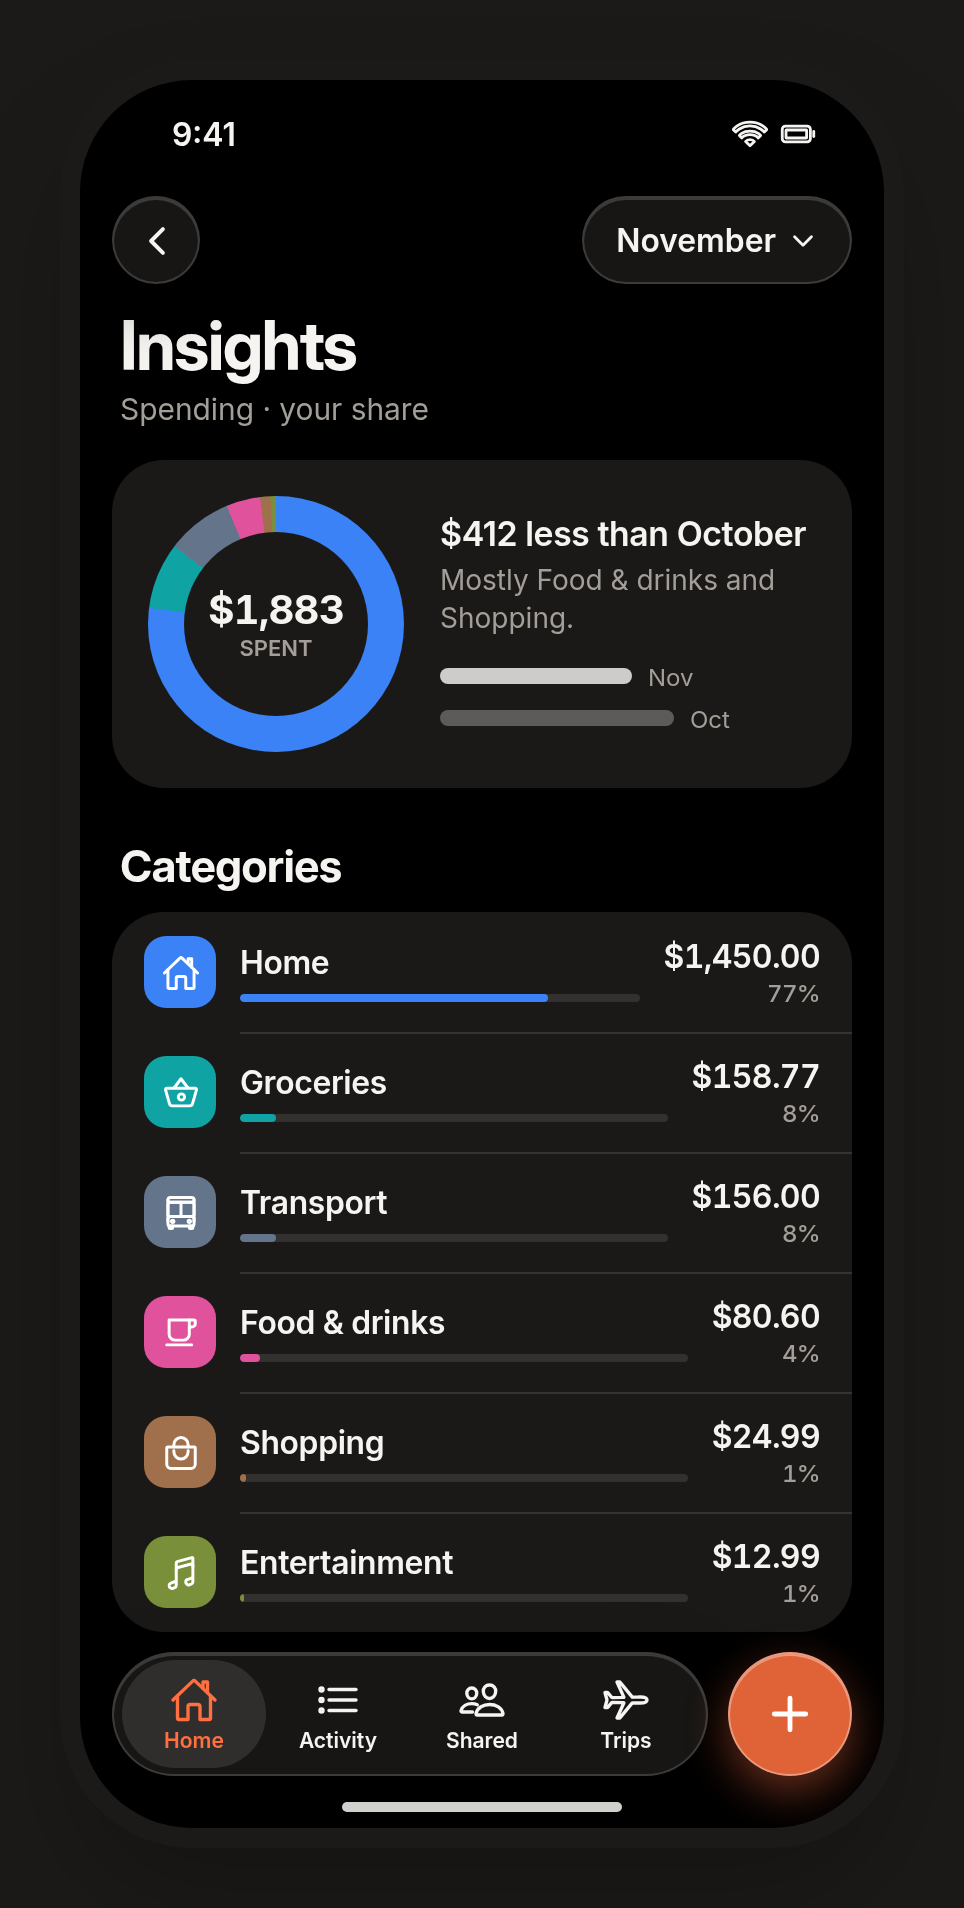 9:41
November
Insights
Spending · your share
$1,883
SPENT
$412 less than October
Mostly Food & drinks and
Shopping.
Nov
Oct
Categories
Home
$1,450.00
77%
Groceries
$158.77
8%
Transport
$156.00
8%
Food & drinks
$80.60
4%
Shopping
$24.99
1%
Entertainment
$12.99
1%
Home
Activity
Shared
Trips